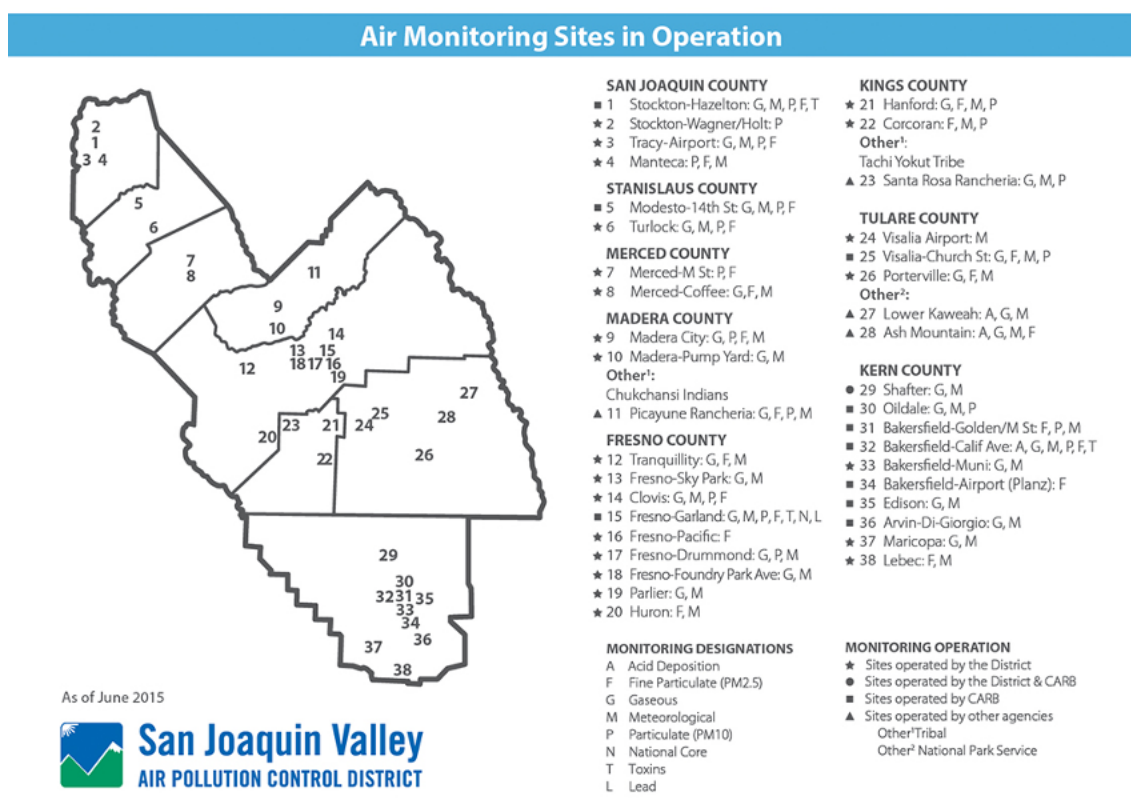 Air Monitoring Sites in Operation
2
1
3 4
5
6
7
8
11
9
10
14
13 15
12 18 17 16
19
27
23 21 24 25 28
20
22 26
29
30
32 31 35
33
34
37 36
38
As of June 2015
San Joaquin Valley
AIR POLLUTION CONTROL DISTRICT
SAN JOAQUIN COUNTY
■ 1 Stockton-Hazelton: G, M, P, F, T
★ 2 Stockton-Wagner/Holt: P
★ 3 Tracy-Airport: G, M, P, F
★ 4 Manteca: P, F, M
STANISLAUS COUNTY
■ 5 Modesto-14th St: G, M, P, F
★ 6 Turlock: G, M, P, F
MERCED COUNTY
★ 7 Merced-M St: P, F
★ 8 Merced-Coffee: G,F, M
MADERA COUNTY
★ 9 Madera City: G, P, F, M
★ 10 Madera-Pump Yard: G, M
Other¹:
Chukchansi Indians
▲ 11 Picayune Rancheria: G, F, P, M
FRESNO COUNTY
★ 12 Tranquillity: G, F, M
★ 13 Fresno-Sky Park: G, M
★ 14 Clovis: G, M, P, F
■ 15 Fresno-Garland: G, M, P, F, T, N, L
★ 16 Fresno-Pacific: F
★ 17 Fresno-Drummond: G, P, M
★ 18 Fresno-Foundry Park Ave: G, M
★ 19 Parlier: G, M
★ 20 Huron: F, M
KINGS COUNTY
★ 21 Hanford: G, F, M, P
★ 22 Corcoran: F, M, P
Other¹:
Tachi Yokut Tribe
▲ 23 Santa Rosa Rancheria: G, M, P
TULARE COUNTY
★ 24 Visalia Airport: M
■ 25 Visalia-Church St: G, F, M, P
★ 26 Porterville: G, F, M
Other²:
▲ 27 Lower Kaweah: A, G, M
▲ 28 Ash Mountain: A, G, M, F
KERN COUNTY
● 29 Shafter: G, M
■ 30 Oildale: G, M, P
■ 31 Bakersfield-Golden/M St: F, P, M
■ 32 Bakersfield-Calif Ave: A, G, M, P, F, T
★ 33 Bakersfield-Muni: G, M
■ 34 Bakersfield-Airport (Planz): F
■ 35 Edison: G, M
■ 36 Arvin-Di-Giorgio: G, M
★ 37 Maricopa: G, M
★ 38 Lebec: F, M
MONITORING DESIGNATIONS
A Acid Deposition
F Fine Particulate (PM2.5)
G Gaseous
M Meteorological
P Particulate (PM10)
N National Core
T Toxins
L Lead
MONITORING OPERATION
★ Sites operated by the District
● Sites operated by the District & CARB
■ Sites operated by CARB
▲ Sites operated by other agencies
Other¹Tribal
Other² National Park Service